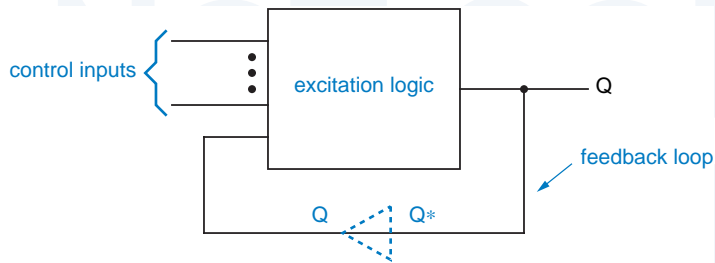 control inputs
excitation logic
Q
feedback loop
Q
Q*